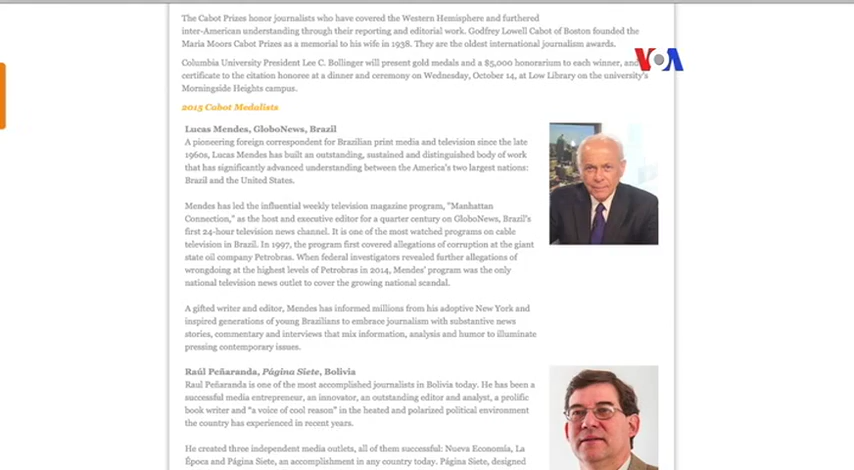 The Cabot Prizes honor journalists who have covered the Western Hemisphere and furthered
inter-American understanding through their reporting and editorial work. Godfrey Lowell Cabot of Boston founded the
Maria Moors Cabot Prizes as a memorial to his wife in 1938. They are the oldest international journalism awards.
VOA
Columbia University President Lee C. Bollinger will present gold medals and a $5,000 honorarium to each winner, and
certificate to the citation honoree at a dinner and ceremony on Wednesday, October 14, at Low Library on the university's
Morningside Heights campus.
2015 Cabot Medalists
Lucas Mendes, GloboNews, Brazil
A pioneering foreign correspondent for Brazilian print media and television since the late
1960s, Lucas Mendes has built an outstanding, sustained and distinguished body of work
that has significantly advanced understanding between the America's two largest nations:
Brazil and the United States.
Mendes has led the influential weekly television magazine program, "Manhattan
Connection," as the host and executive editor for a quarter century on GloboNews, Brazil's
first 24-hour television news channel. It is one of the most watched programs on cable
television in Brazil. In 1997, the program first covered allegations of corruption at the giant
state oil company Petrobras. When federal investigators revealed further allegations of
wrongdoing at the highest levels of Petrobras in 2014, Mendes' program was the only
national television news outlet to cover the growing national scandal.
A gifted writer and editor, Mendes has informed millions from his adoptive New York and
inspired generations of young Brazilians to embrace journalism with substantive news
stories, commentary and interviews that mix information, analysis and humor to illuminate
pressing contemporary issues.
Raúl Peñaranda, Página Siete, Bolivia
Raul Peñaranda is one of the most accomplished journalists in Bolivia today. He has been a
successful media entrepreneur, an innovator, an outstanding editor and analyst, a prolific
book writer and "a voice of cool reason" in the heated and polarized political environment
the country has experienced in recent years.
He created three independent media outlets, all of them successful: Nueva Economía, La
Época and Página Siete, an accomplishment in any country today. Página Siete, designed